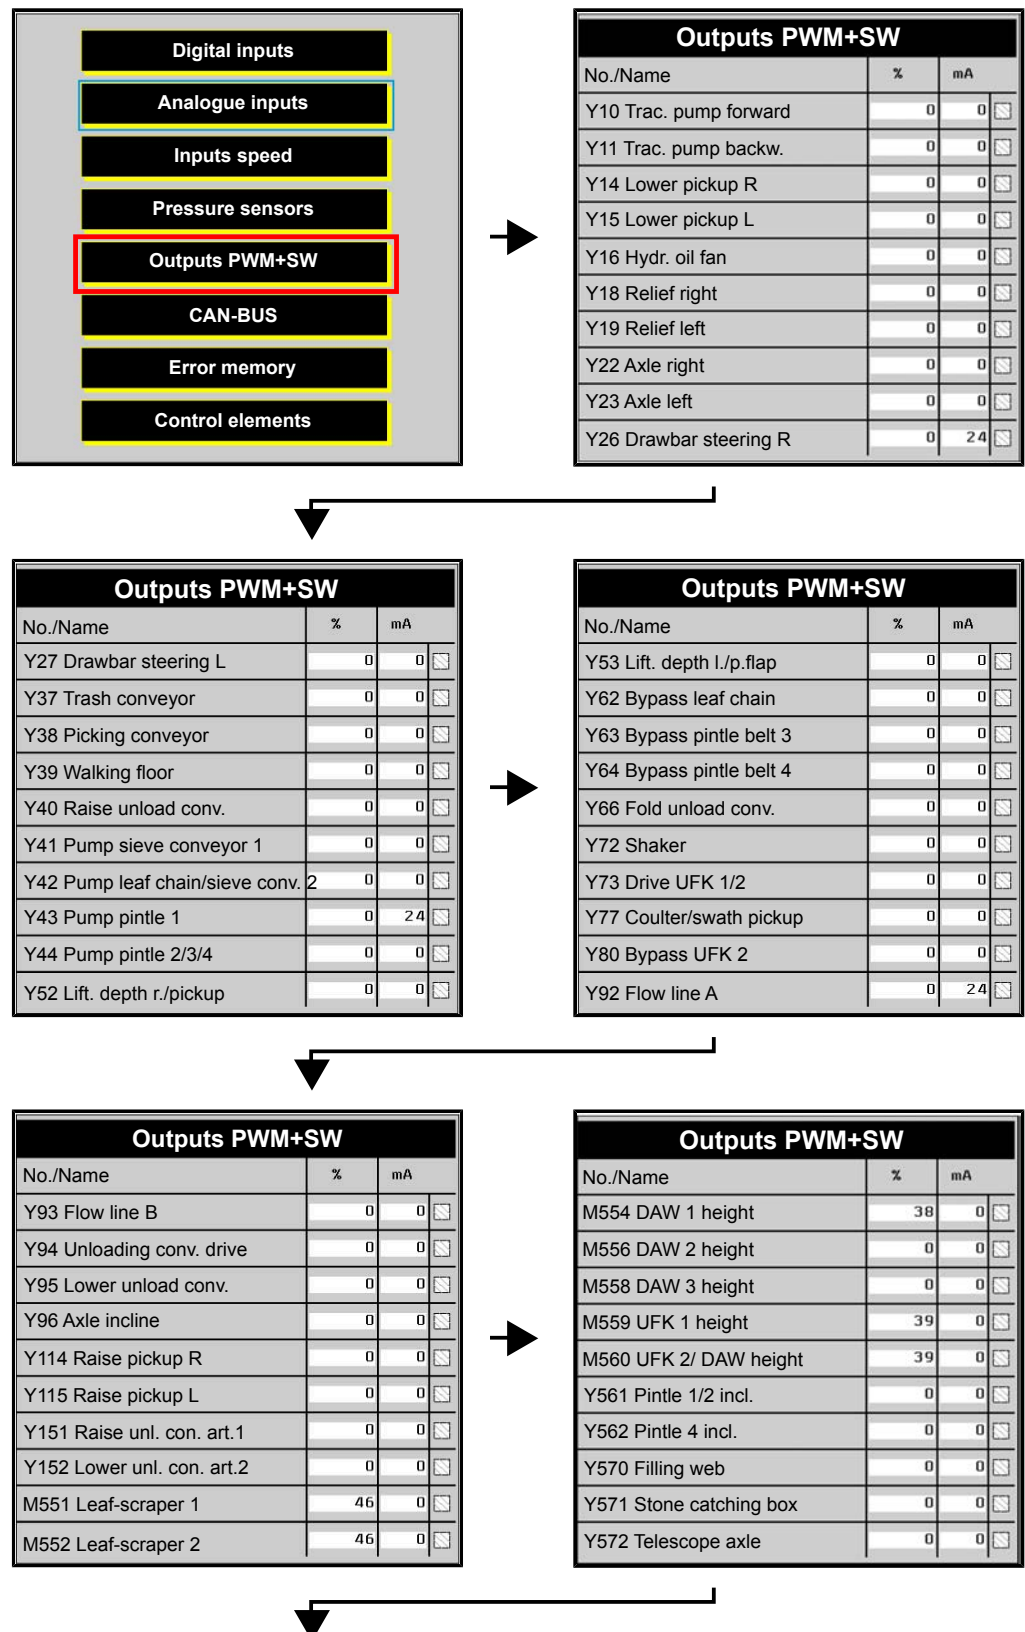 Digital inputs
Analogue inputs
Inputs speed
Pressure sensors
Outputs PWM+SW
CAN-BUS
Error memory
Control elements
Outputs PWM+SW
No./Name % mA
Y10 Trac. pump forward 0 0
Y11 Trac. pump backw. 0 0
Y14 Lower pickup R 0 0
Y15 Lower pickup L 0 0
Y16 Hydr. oil fan 0 0
Y18 Relief right 0 0
Y19 Relief left 0 0
Y22 Axle right 0 0
Y23 Axle left 0 0
Y26 Drawbar steering R 0 24
Outputs PWM+SW
No./Name % mA
Y27 Drawbar steering L 0 0
Y37 Trash conveyor 0 0
Y38 Picking conveyor 0 0
Y39 Walking floor 0 0
Y40 Raise unload conv. 0 0
Y41 Pump sieve conveyor 1 0 0
Y42 Pump leaf chain/sieve conv. 2 0 0
Y43 Pump pintle 1 0 24
Y44 Pump pintle 2/3/4 0 0
Y52 Lift. depth r./pickup 0 0
Outputs PWM+SW
No./Name % mA
Y53 Lift. depth l./p.flap 0 0
Y62 Bypass leaf chain 0 0
Y63 Bypass pintle belt 3 0 0
Y64 Bypass pintle belt 4 0 0
Y66 Fold unload conv. 0 0
Y72 Shaker 0 0
Y73 Drive UFK 1/2 0 0
Y77 Coulter/swath pickup 0 0
Y80 Bypass UFK 2 0 0
Y92 Flow line A 0 24
Outputs PWM+SW
No./Name % mA
Y93 Flow line B 0 0
Y94 Unloading conv. drive 0 0
Y95 Lower unload conv. 0 0
Y96 Axle incline 0 0
Y114 Raise pickup R 0 0
Y115 Raise pickup L 0 0
Y151 Raise unl. con. art.1 0 0
Y152 Lower unl. con. art.2 0 0
M551 Leaf-scraper 1 46 0
M552 Leaf-scraper 2 46 0
Outputs PWM+SW
No./Name % mA
M554 DAW 1 height 38 0
M556 DAW 2 height 0 0
M558 DAW 3 height 0 0
M559 UFK 1 height 39 0
M560 UFK 2/ DAW height 39 0
Y561 Pintle 1/2 incl. 0 0
Y562 Pintle 4 incl. 0 0
Y570 Filling web 0 0
Y571 Stone catching box 0 0
Y572 Telescope axle 0 0